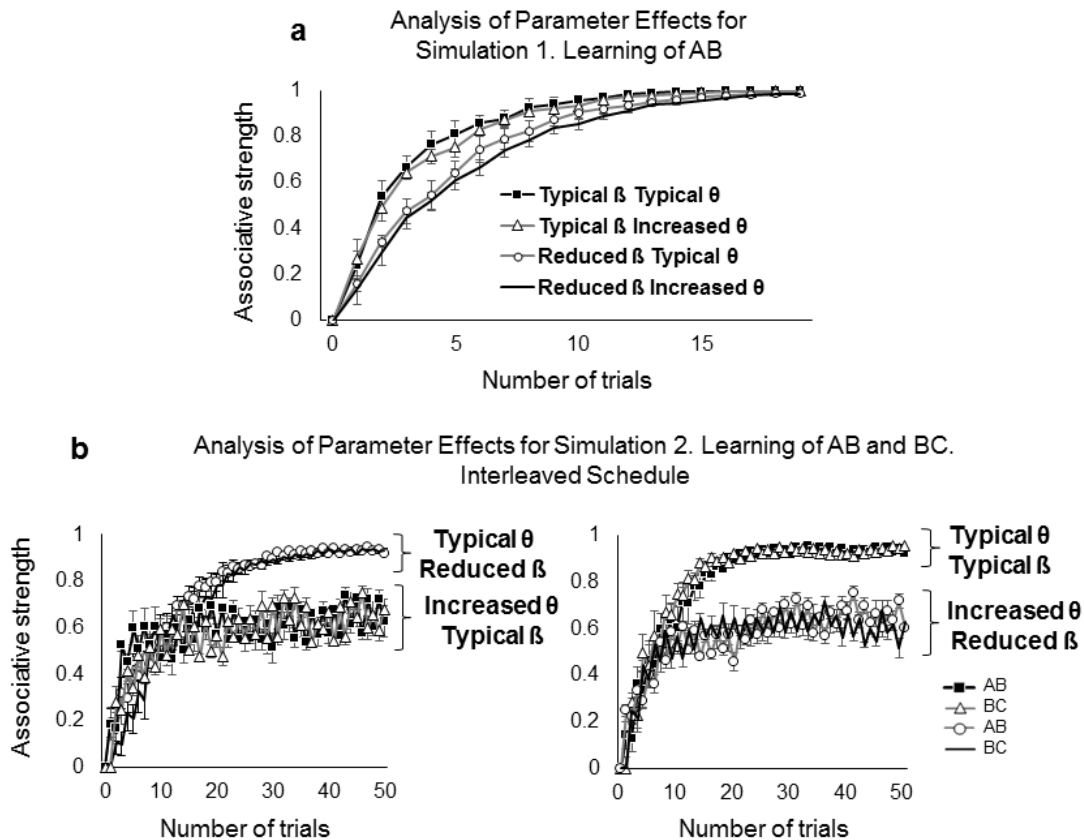 a
Analysis of Parameter Effects for
Simulation 1. Learning of AB
Associative strength
1
0.8
0.6
0.4
0.2
0
Typical ß Typical θ
Typical ß Increased θ
Reduced ß Typical θ
Reduced ß Increased θ
0 5 10 15
Number of trials
b
Analysis of Parameter Effects for Simulation 2. Learning of AB and BC.
Interleaved Schedule
Associative strength
1
0.8
0.6
0.4
0.2
0
Typical θ
Reduced ß
Increased θ
Typical ß
0 10 20 30 40 50
Number of trials
Associative strength
1
0.8
0.6
0.4
0.2
0
Typical θ
Typical ß
Increased θ
Reduced ß
AB
BC
AB
BC
0 10 20 30 40 50
Number of trials